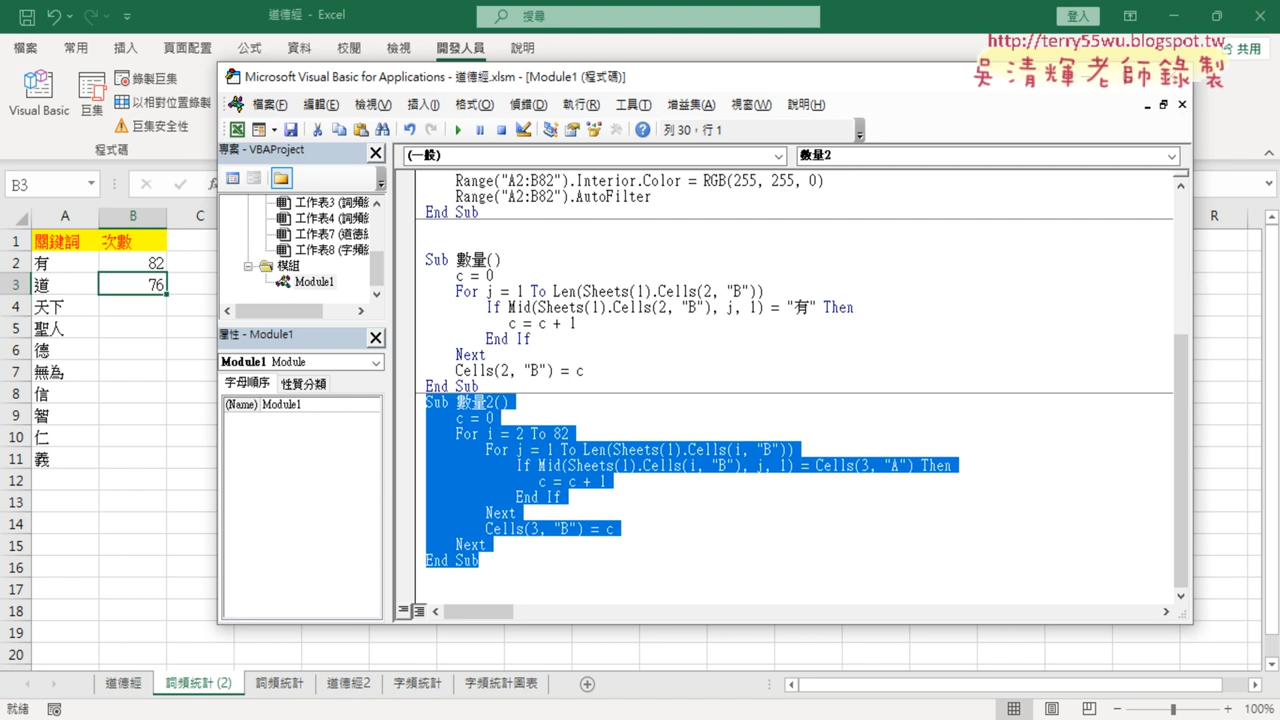 道德經 - Excel
搜尋
登入
檔案 常用 插入 頁面配置 公式 資料 校閱 檢視 開發人員 說明
共用
http://terry55wu.blogspot.tw
吳清輝老師錄製
Visual Basic
巨集
錄製巨集
以相對位置錄製
巨集安全性
程式碼
Microsoft Visual Basic for Applications - 道德經.xlsm - [Module1 (程式碼)]
檔案(F) 編輯(E) 檢視(V) 插入(I) 格式(O) 偵錯(D) 執行(R) 工具(T) 增益集(A) 視窗(W) 說明(H)
列 30, 行 1
專案 - VBAProject
工作表3 (詞頻統
工作表4 (詞頻統
工作表7 (道德經
工作表8 (字頻統
模組
Module1
屬性 - Module1
Module1 Module
字母順序 性質分類
(Name) Module1
(一般) 數量2
Range("A2:B82").Interior.Color = RGB(255, 255, 0)
Range("A2:B82").AutoFilter
End Sub
Sub 數量()
c = 0
For j = 1 To Len(Sheets(1).Cells(2, "B"))
If Mid(Sheets(1).Cells(2, "B"), j, 1) = "有" Then
c = c + 1
End If
Next
Cells(2, "B") = c
End Sub
Sub 數量2()
c = 0
For i = 2 To 82
For j = 1 To Len(Sheets(1).Cells(i, "B"))
If Mid(Sheets(1).Cells(i, "B"), j, 1) = Cells(3, "A") Then
c = c + 1
End If
Next
Cells(3, "B") = c
Next
End Sub
B3
A B C R
1 關鍵詞 次數
2 有 82
3 道 76
4 天下
5 聖人
6 德
7 無為
8 信
9 智
10 仁
11 義
12
13
14
15
16
17
18
19
20
道德經 詞頻統計 (2) 詞頻統計 道德經2 字頻統計 字頻統計圖表
就緒
100%